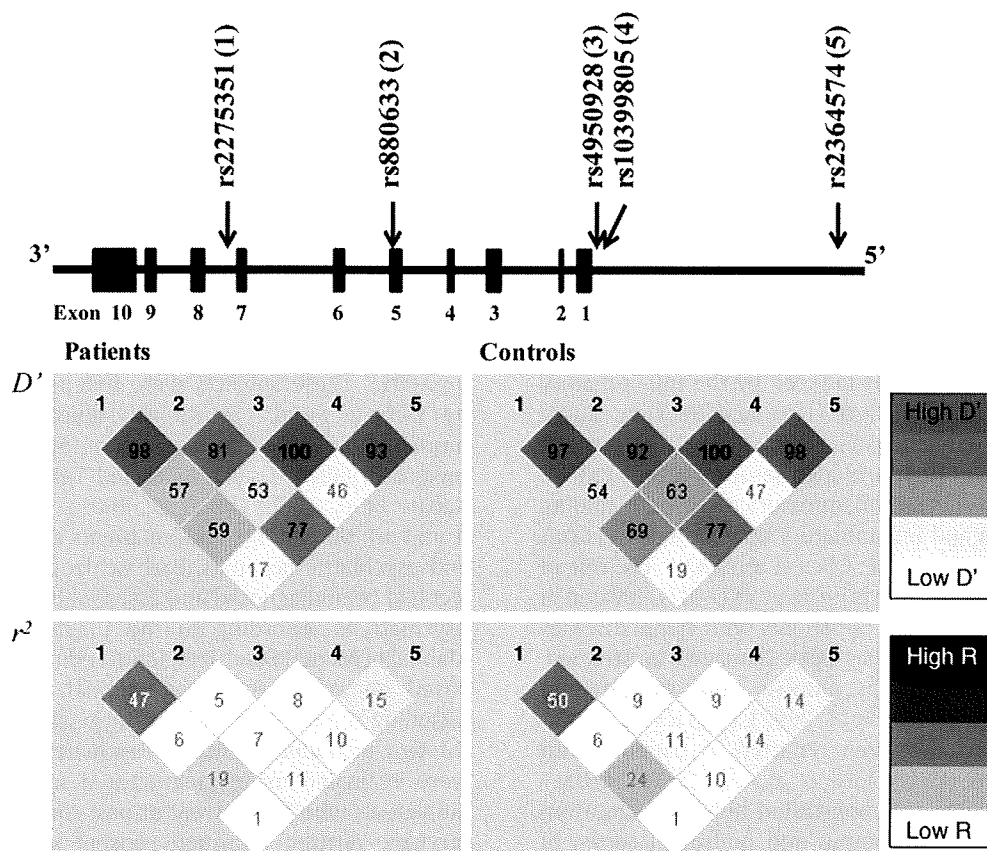 rs2275351 (1)
rs880633 (2)
rs4950928 (3)
rs10399805 (4)
rs2364574 (5)
3’
5’
Exon 10 9 8 7 6 5 4 3 2 1
Patients
Controls
D’
1 2 3 4 5
98 81 100 93
57 53 46
59 77
17
1 2 3 4 5
97 92 100 98
54 63 47
69 77
19
High D’
Low D’
r²
1 2 3 4 5
47 5 8 15
6 7 10
19 11
1
1 2 3 4 5
50 9 9 14
6 11 14
24 10
1
High R
Low R